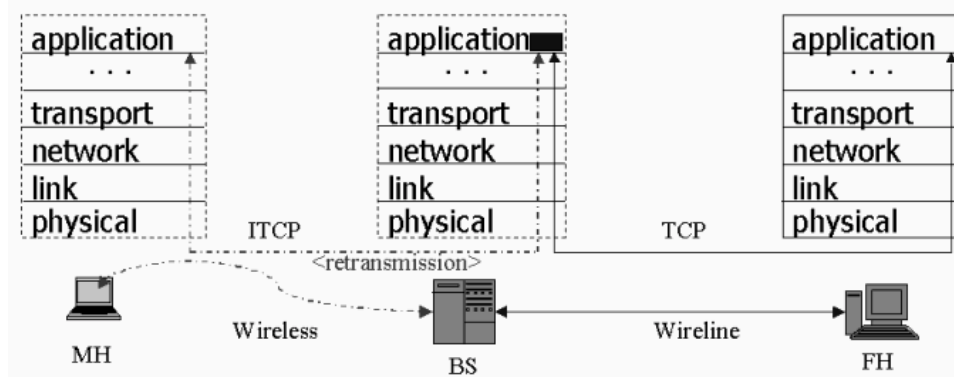 application
. . .
transport
network
link
physical
application
. . .
transport
network
link
physical
application
. . .
transport
network
link
physical
ITCP
TCP
<retransmission>
Wireless
Wireline
MH
BS
FH